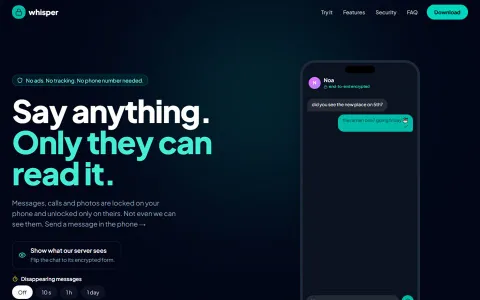 whisper
Try it
Features
Security
FAQ
Download
No ads. No tracking. No phone number needed.
Say anything.
Only they can
read it.
Messages, calls and photos are locked on your
phone and unlocked only on theirs. Not even we can
see them. Send a message in the phone →
Show what our server sees
Flip the chat to its encrypted form.
Disappearing messages
Off
10 s
1 h
1 day
Noa
end-to-end encrypted
did you see the new place on 5th?